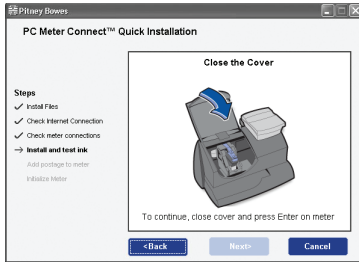 Pitney Bowes
PC Meter Connect™ Quick Installation
Close the Cover
Steps
Install Files
Check Internet Connection
Check meter connections
Install and test ink
Add postage to meter
Initialize Meter
To continue, close cover and press Enter on meter
<Back
Next>
Cancel